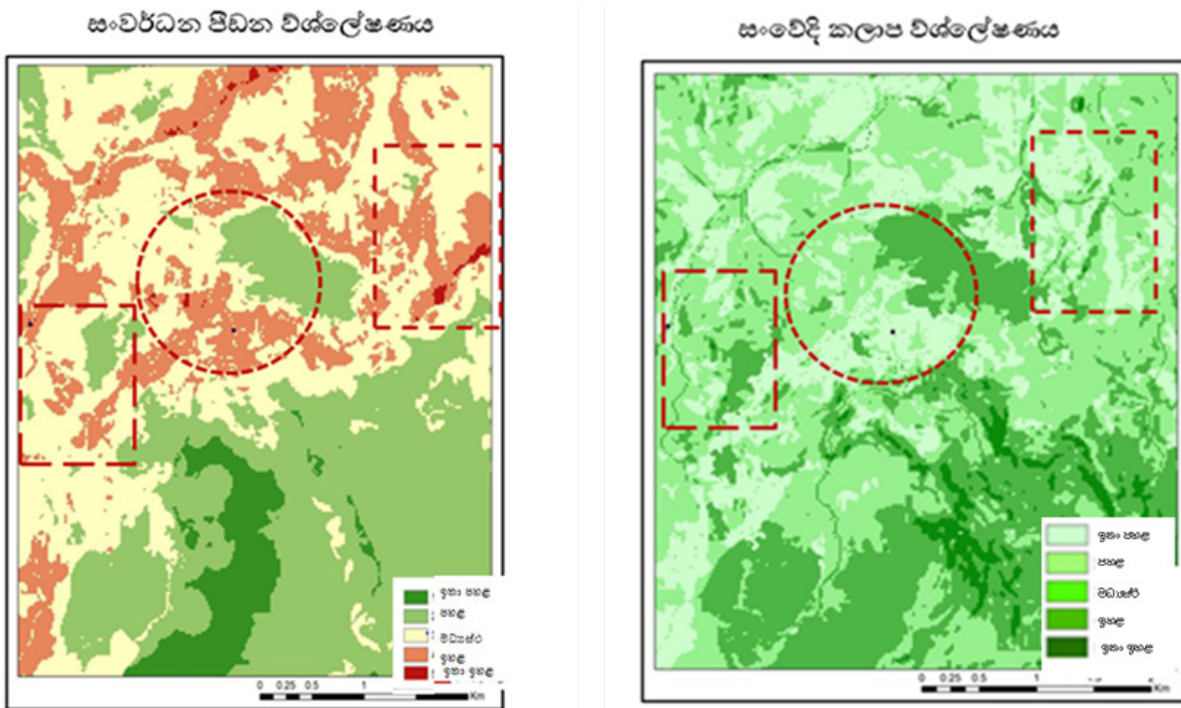 සංවර්ධන පීඩන විශ්ලේෂණය
ඉතා පහළ
පහළ
මධ්‍යස්ථ
ඉහළ
ඉතා ඉහළ
0 0.25 0.5 1
Km
සංවේදි කලාප විශ්ලේෂණය
ඉතා පහළ
පහළ
මධ්‍යස්ථ
ඉහළ
ඉතා ඉහළ
0 0.25 0.5 1
Km